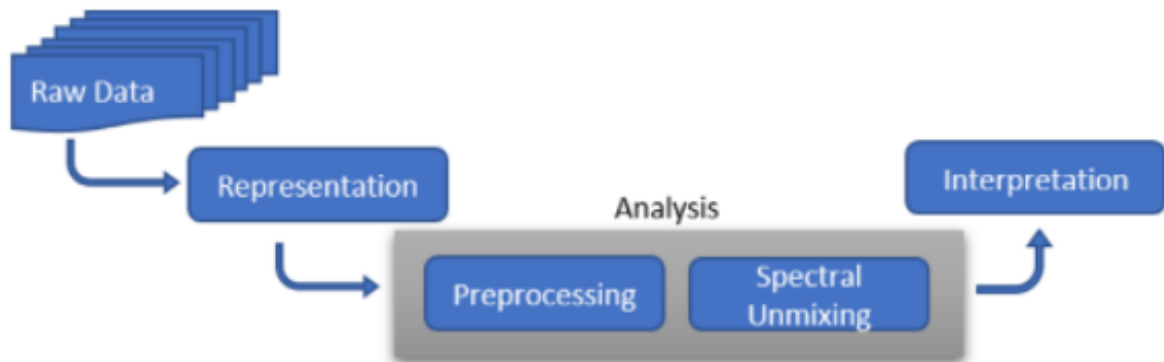 Raw Data
Representation
Analysis
Preprocessing
Spectral
Unmixing
Interpretation